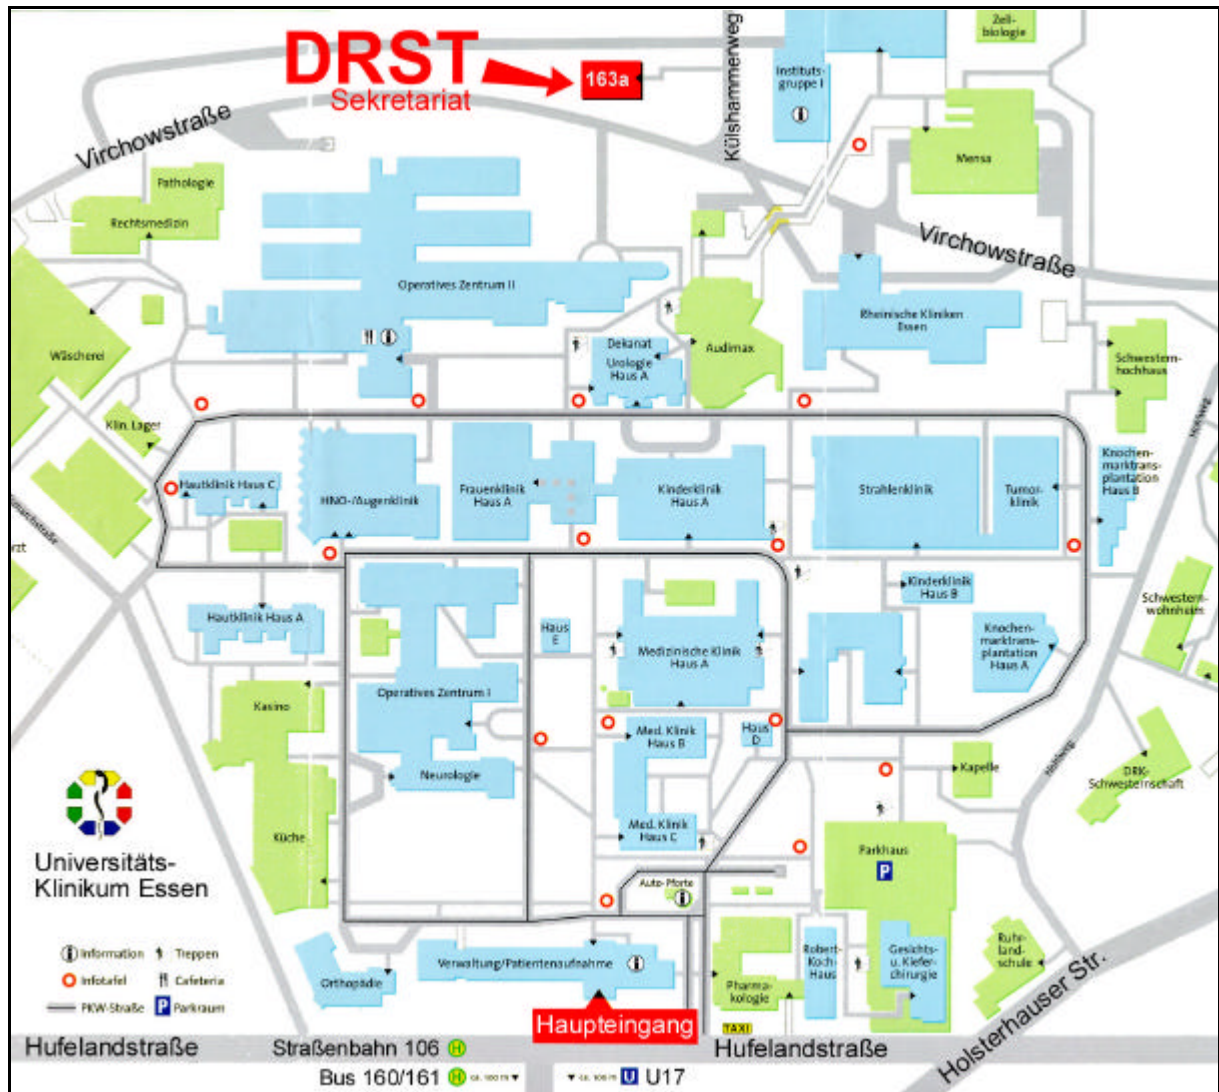 DRST
Sekretariat
163a
Külshammerweg
Zell-
biologie
Instituts-
gruppe I
Mensa
Virchowstraße
Pathologie
Rechtsmedizin
Virchowstraße
Operatives Zentrum II
Rheinische Kliniken
Essen
Wäscherei
Dekanat
Urologie
Haus A
Audimax
Schwestern-
hochhaus
Klin. Lager
Hohlweg
Hautklinik Haus C
HNO-/Augenklinik
Frauenklinik
Haus A
Kinderklinik
Haus A
Strahlenklinik
Tumor-
klinik
Knochen-
marktrans-
plantation
Haus B
Kinderklinik
Haus B
Schwestern-
wohnheim
Hautklinik Haus A
Haus
E
Medizinische Klinik
Haus A
Knochen-
marktrans-
plantation
Haus A
Operatives Zentrum I
Kasino
Med. Klinik
Haus B
Haus
D
Hohlweg
Neurologie
Kapelle
DRK-
Schwesternschaft
Küche
Med. Klinik
Haus C
Parkhaus
P
Universitäts-
Klinikum Essen
Auto-Pforte
Information
Treppen
Infotafel
Cafeteria
PKW-Straße
P Parkraum
Orthopädie
Verwaltung/Patientenaufnahme
Pharma-
kologie
Robert-
Koch-
Haus
Gesichts-
u. Kiefer-
chirurgie
Ruhr-
land-
schule
Holsterhauser Str.
Haupteingang
TAXI
Hufelandstraße
Straßenbahn 106 H
Hufelandstraße
Bus 160/161 H
U U17